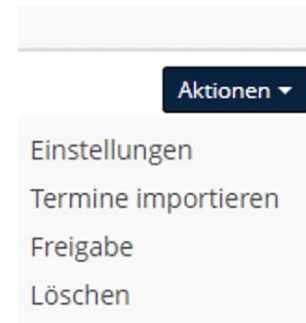 Aktionen
Einstellungen
Termine importieren
Freigabe
Löschen